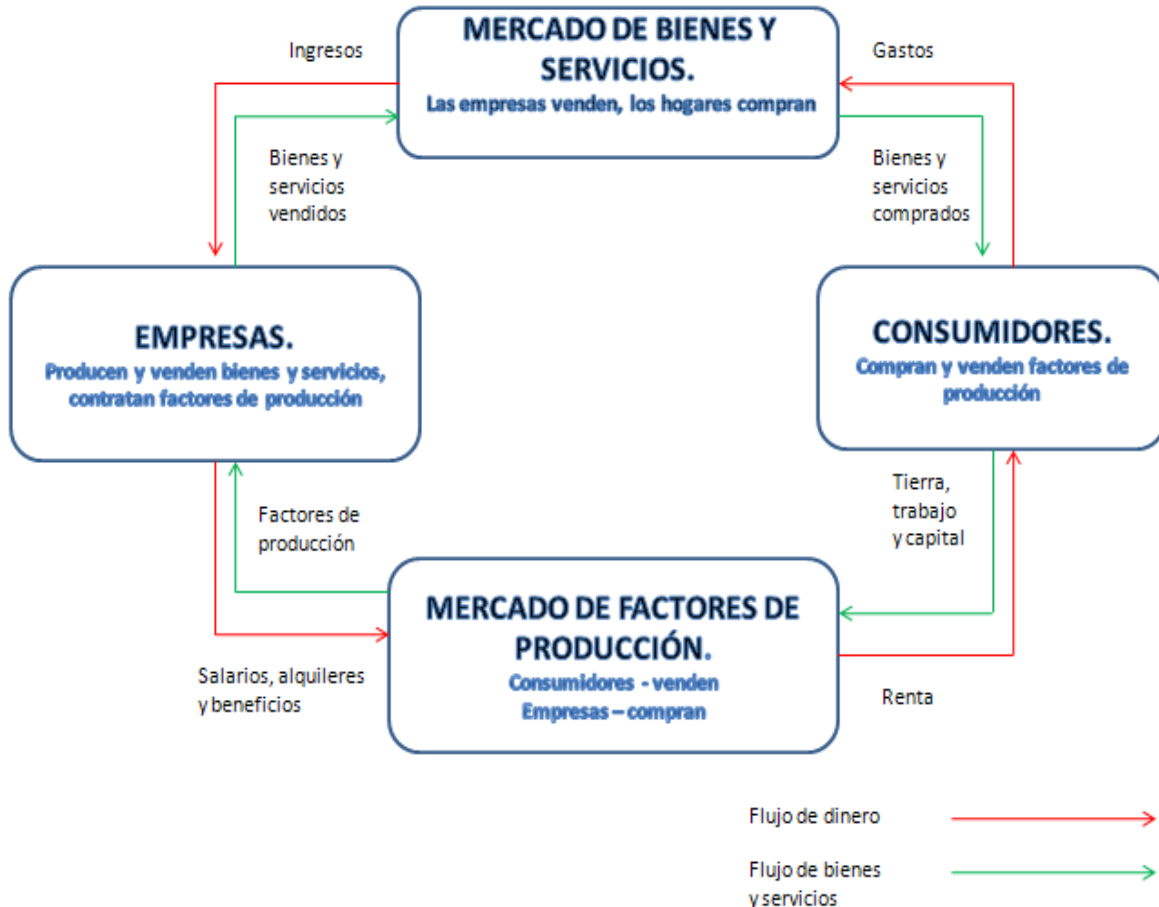 MERCADO DE BIENES Y
SERVICIOS.
Las empresas venden, los hogares compran
Ingresos
Gastos
Bienes y
servicios
vendidos
Bienes y
servicios
comprados
EMPRESAS.
Producen y venden bienes y servicios,
contratan factores de producción
CONSUMIDORES.
Compran y venden factores de
producción
Factores de
producción
Tierra,
trabajo
y capital
MERCADO DE FACTORES DE
PRODUCCIÓN.
Consumidores - venden
Empresas – compran
Salarios, alquileres
y beneficios
Renta
Flujo de dinero
Flujo de bienes
y servicios